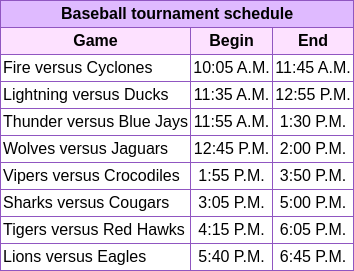 Baseball tournament schedule
Game Begin End
Fire versus Cyclones 10:05 A.M. 11:45 A.M.
Lightning versus Ducks 11:35 A.M. 12:55 P.M.
Thunder versus Blue Jays 11:55 A.M. 1:30 P.M.
Wolves versus Jaguars 12:45 P.M. 2:00 P.M.
Vipers versus Crocodiles 1:55 P.M. 3:50 P.M.
Sharks versus Cougars 3:05 P.M. 5:00 P.M.
Tigers versus Red Hawks 4:15 P.M. 6:05 P.M.
Lions versus Eagles 5:40 P.M. 6:45 P.M.